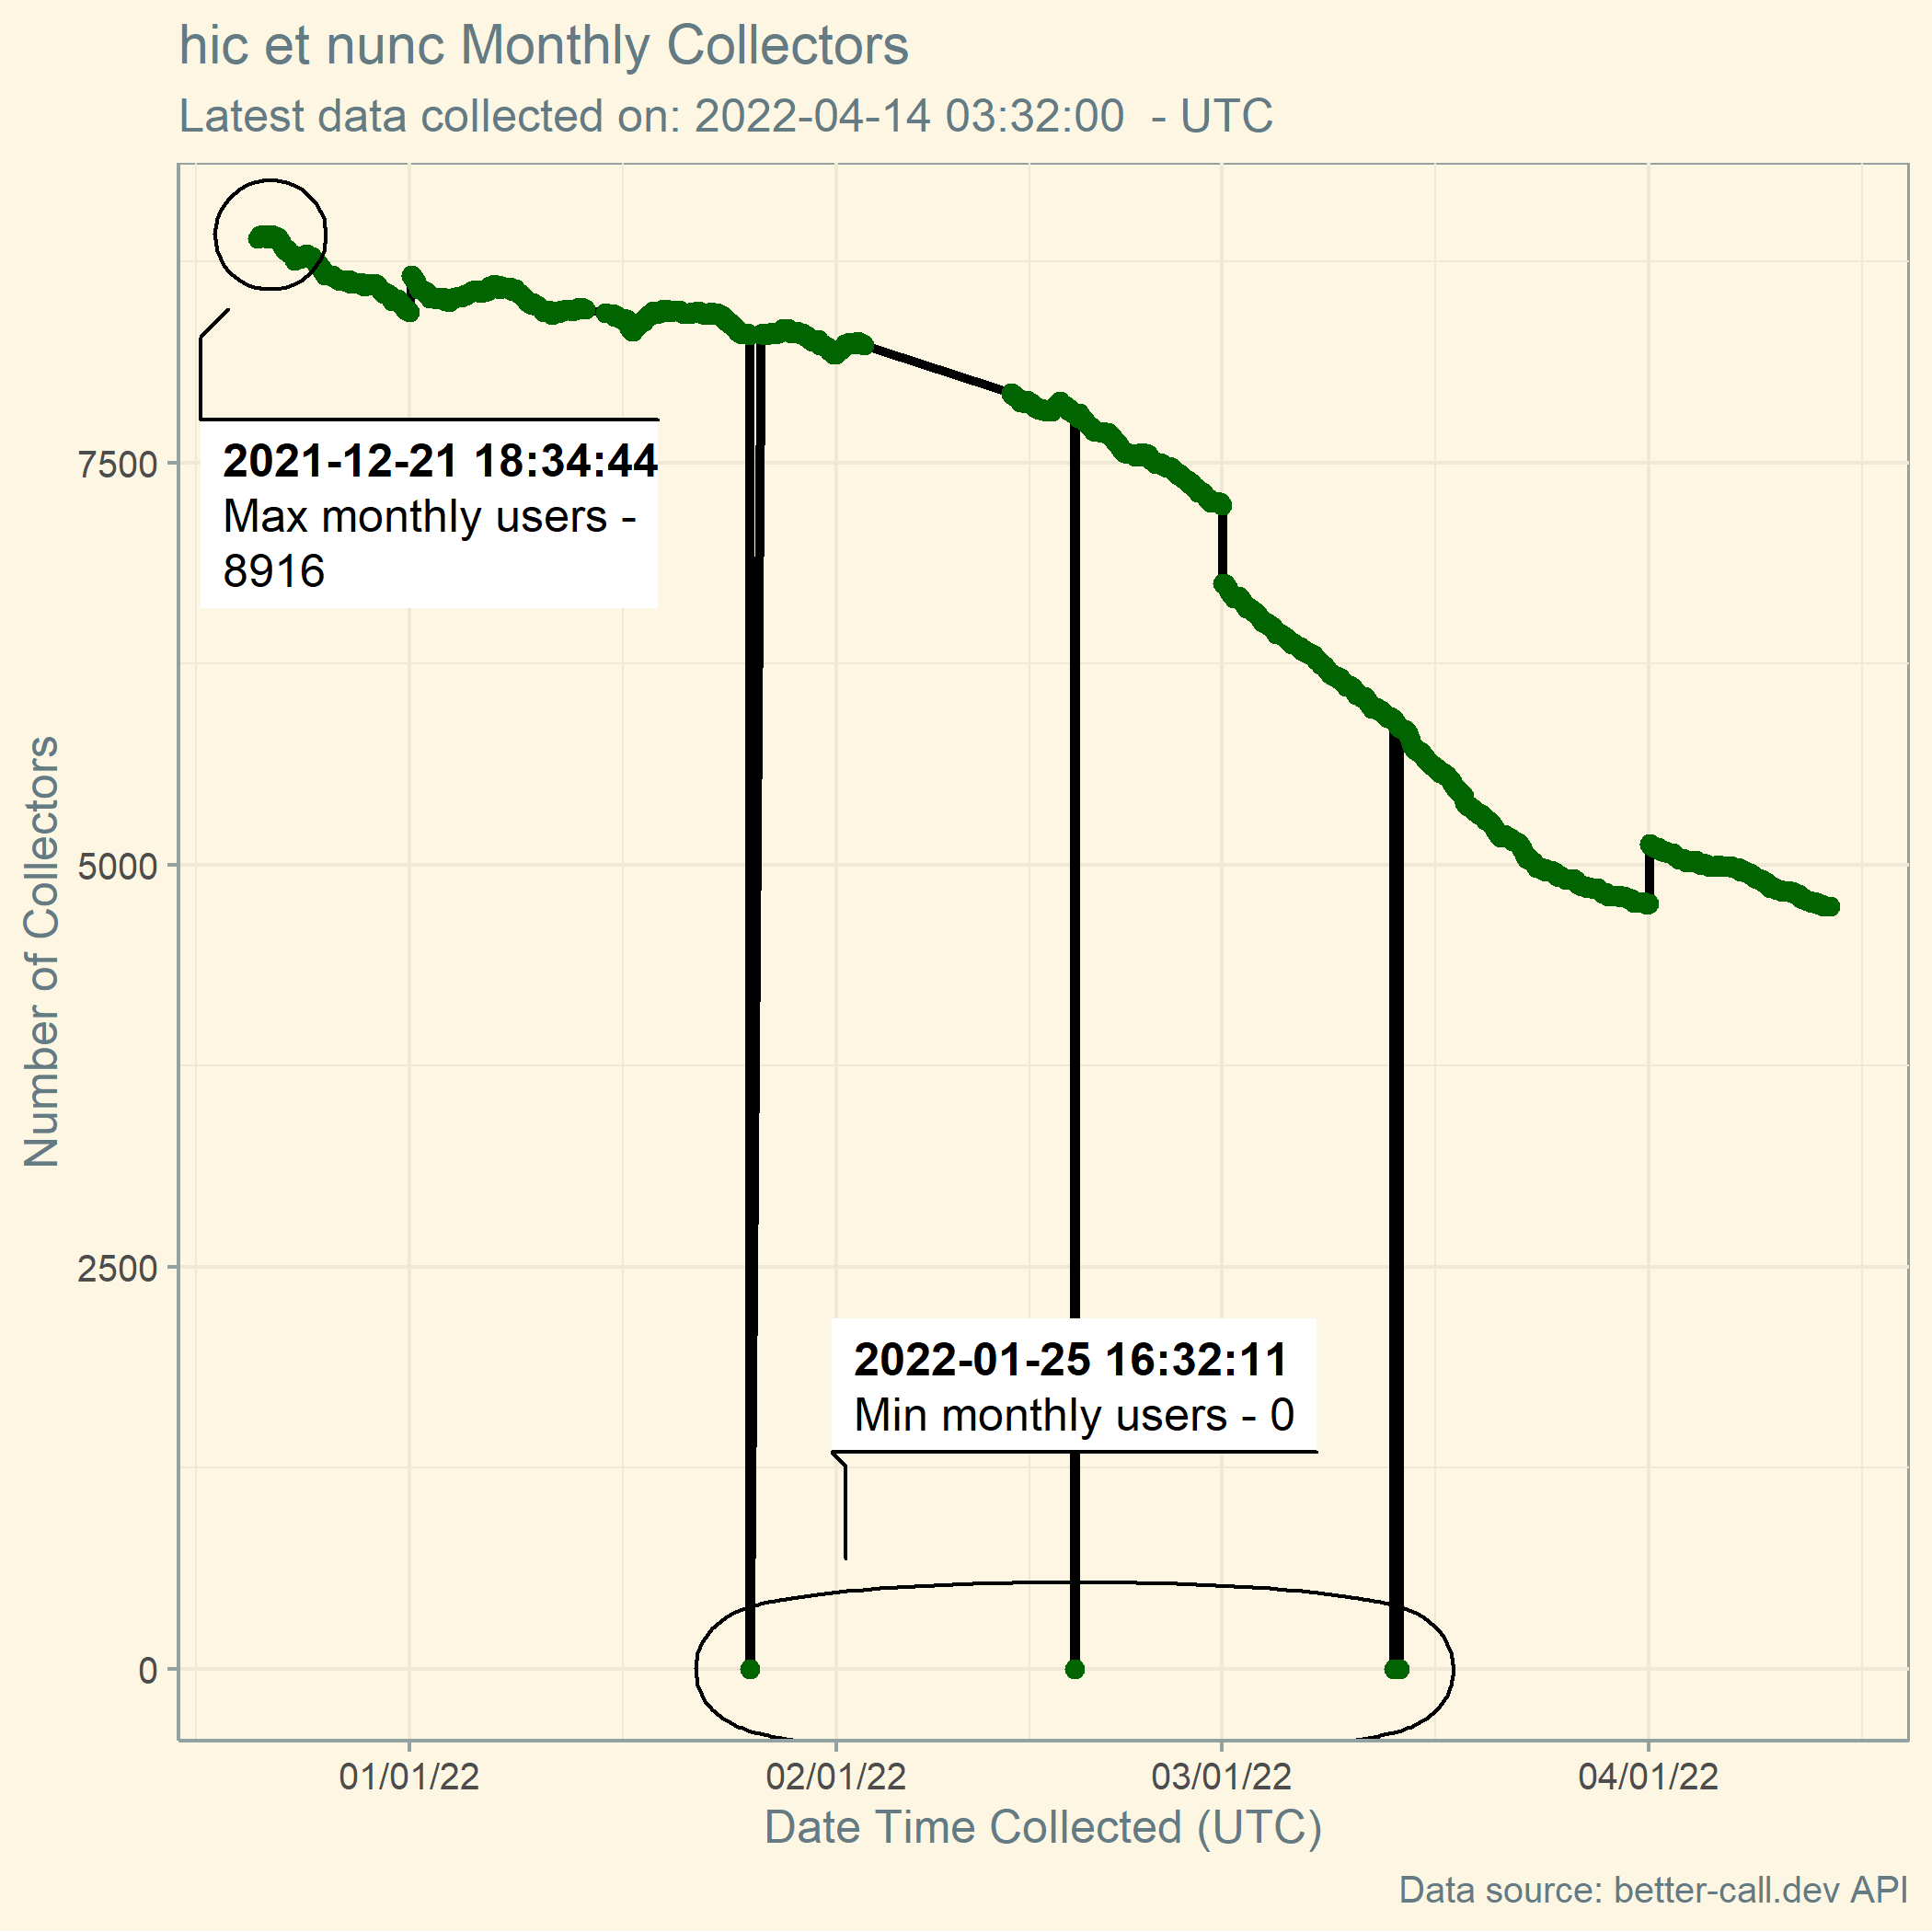 hic et nunc Monthly Collectors
Latest data collected on: 2022-04-14 03:32:00  - UTC
Number of Collectors
7500
5000
2500
0
2021-12-21 18:34:44
Max monthly users -
8916
2022-01-25 16:32:11
Min monthly users - 0
01/01/22
02/01/22
03/01/22
04/01/22
Date Time Collected (UTC)
Data source: better-call.dev API